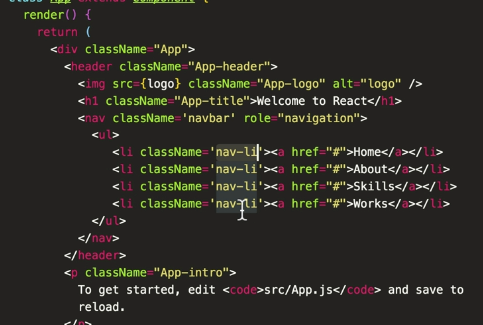 class App extends Component {
render() {
return (
<div className="App">
<header className="App-header">
<img src={logo} className="App-logo" alt="logo" />
<h1 className="App-title">Welcome to React</h1>
<nav className='navbar' role="navigation">
<ul>
<li className='nav-li'><a href="#">Home</a></li>
<li className='nav-li'><a href="#">About</a></li>
<li className='nav-li'><a href="#">Skills</a></li>
<li className='nav-li'><a href="#">Works</a></li>
</ul>
</nav>
</header>
<p className="App-intro">
To get started, edit <code>src/App.js</code> and save to
reload.
</p>